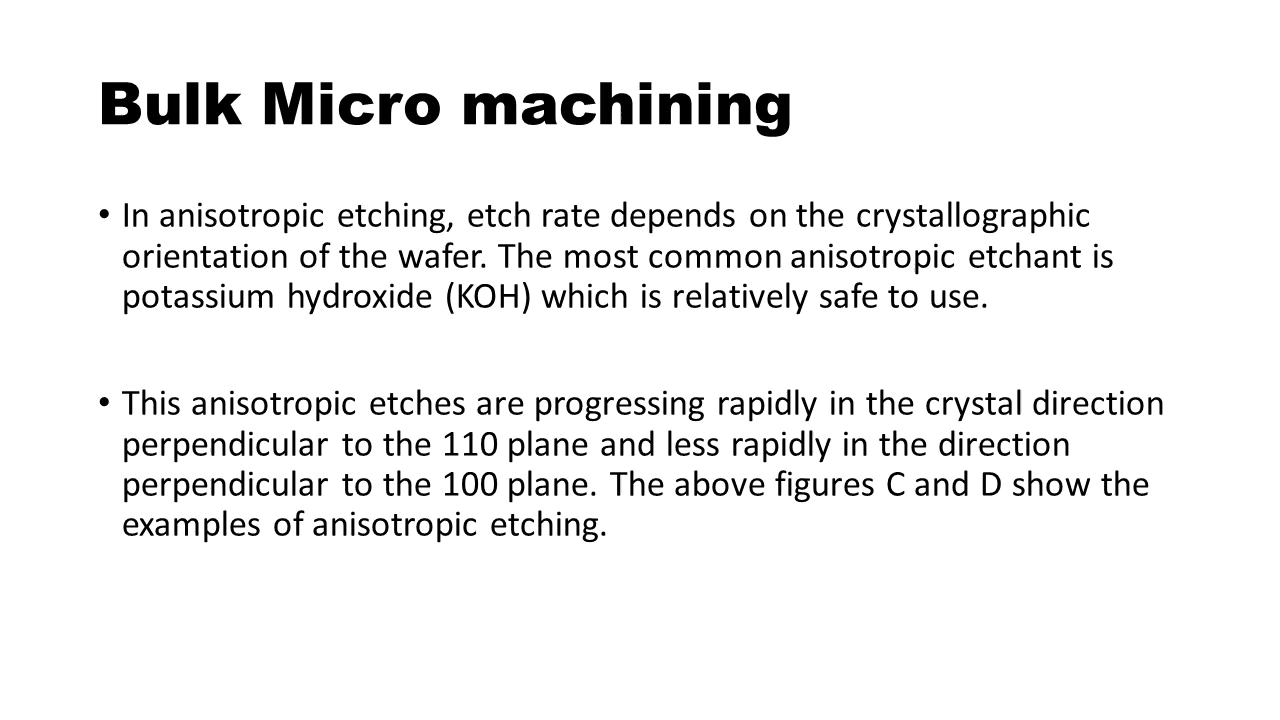 Bulk Micro machining
• In anisotropic etching, etch rate depends on the crystallographic
orientation of the wafer. The most common anisotropic etchant is
potassium hydroxide (KOH) which is relatively safe to use.
• This anisotropic etches are progressing rapidly in the crystal direction
perpendicular to the 110 plane and less rapidly in the direction
perpendicular to the 100 plane. The above figures C and D show the
examples of anisotropic etching.